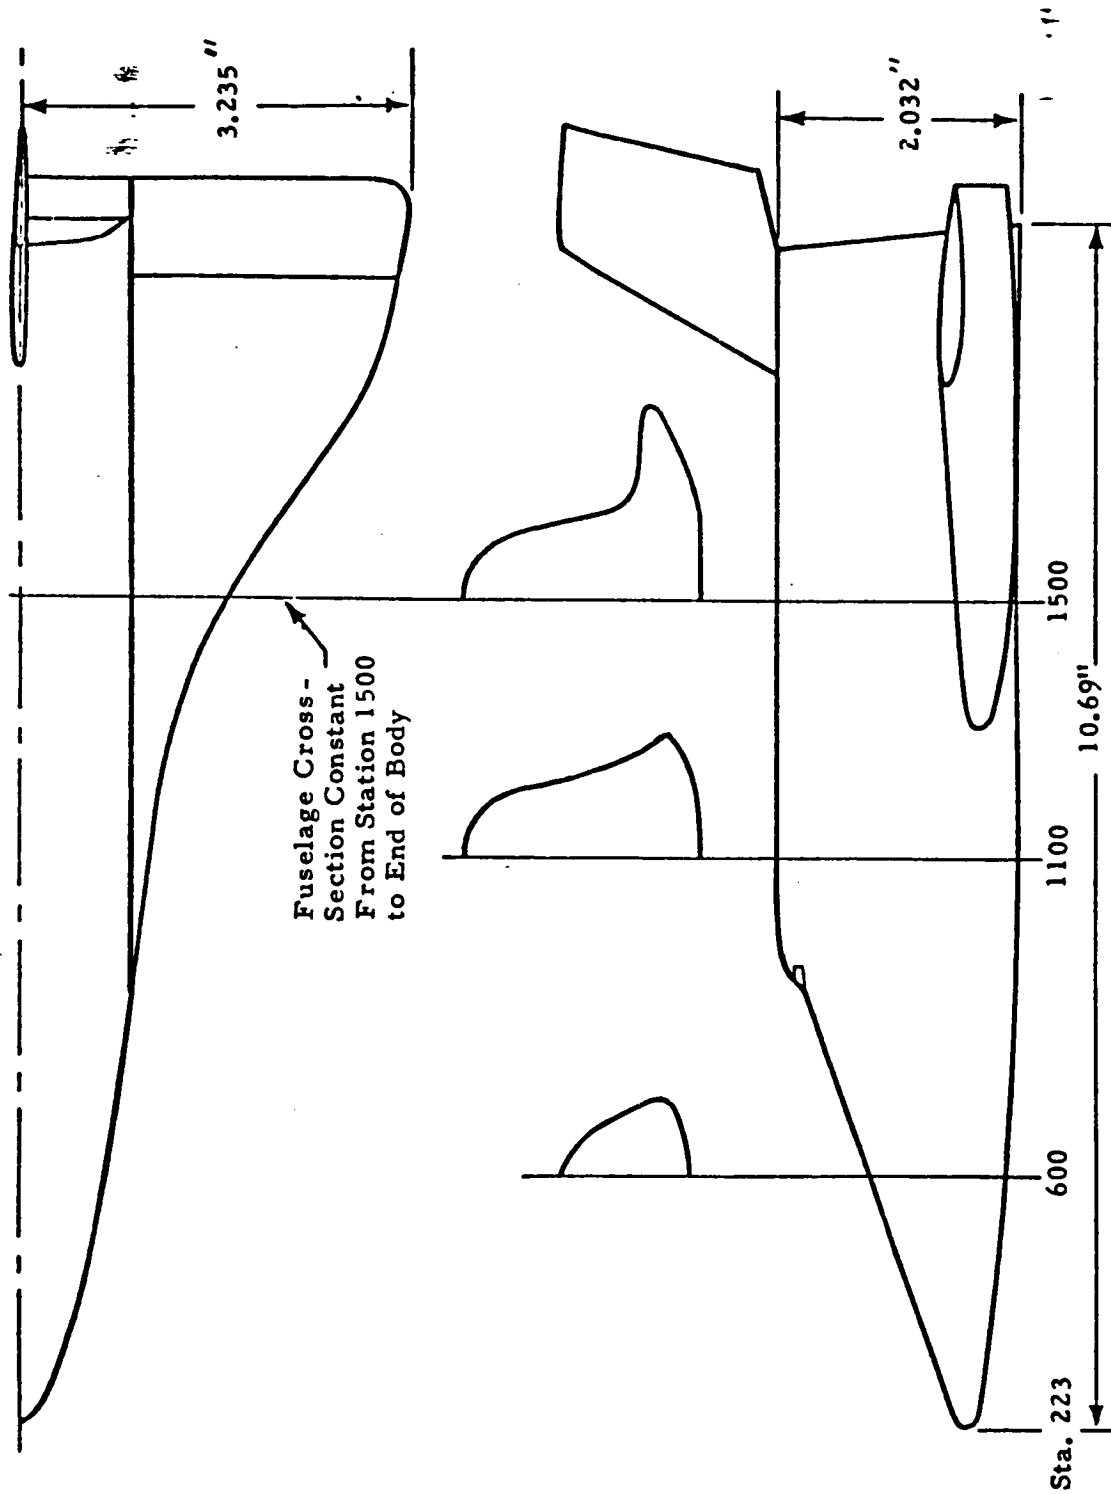 3.235"
Fuselage Cross-
Section Constant
From Station 1500
to End of Body
2.032"
Sta. 223
600
1100
1500
10.69"